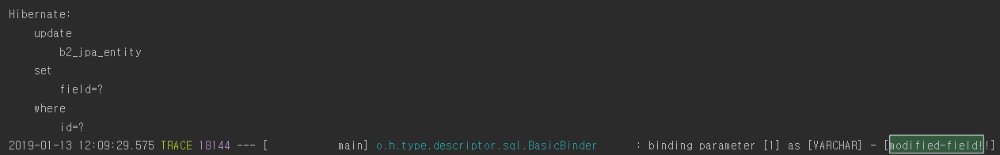 Hibernate:
update
b2_jpa_entity
set
field=?
where
id=?
2019-01-13 12:09:29.575 TRACE 18144 --- [ main] o.h.type.descriptor.sql.BasicBinder : binding parameter [1] as [VARCHAR] - [modified-field!!]